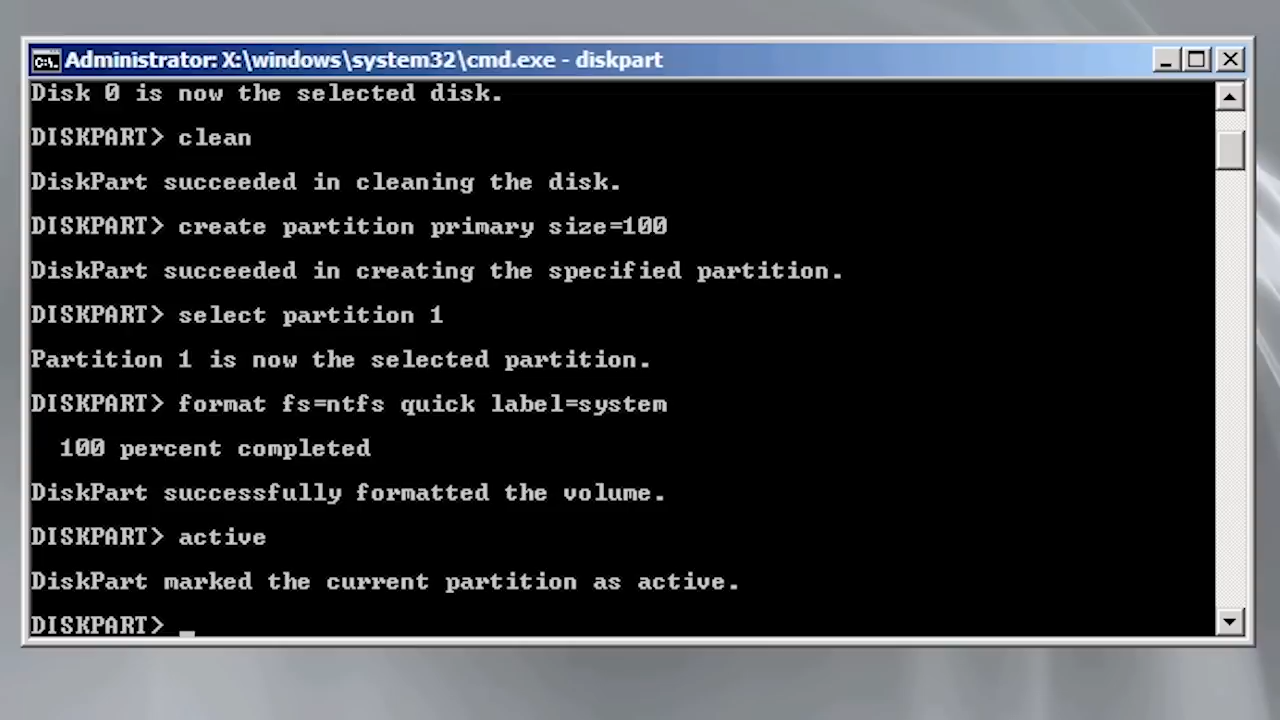 Administrator: X:\windows\system32\cmd.exe - diskpart
Disk 0 is now the selected disk.
DISKPART> clean
DiskPart succeeded in cleaning the disk.
DISKPART> create partition primary size=100
DiskPart succeeded in creating the specified partition.
DISKPART> select partition 1
Partition 1 is now the selected partition.
DISKPART> format fs=ntfs quick label=system
100 percent completed
DiskPart successfully formatted the volume.
DISKPART> active
DiskPart marked the current partition as active.
DISKPART> _